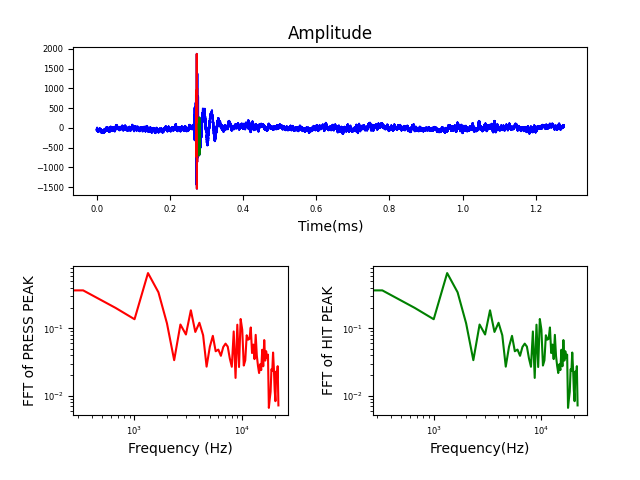 Amplitude
2000
1500
1000
500
0
−500
−1000
−1500
0.0 0.2 0.4 0.6 0.8 1.0 1.2
Time(ms)
FFT of PRESS PEAK
10⁻¹
10⁻²
10³ 10⁴
Frequency (Hz)
FFT of HIT PEAK
10⁻¹
10⁻²
10³ 10⁴
Frequency(Hz)